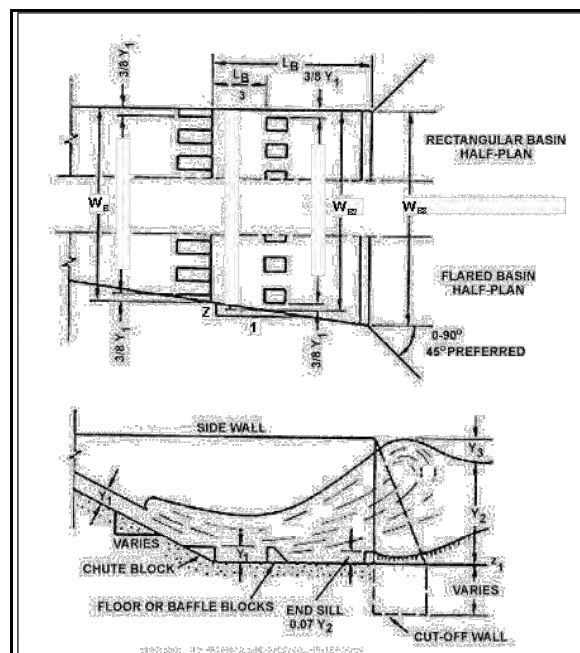 L_B
3/8 Y_1
L_B
3
3/8 Y_1
RECTANGULAR BASIN
HALF-PLAN
W_B
W_B2
W_B3
FLARED BASIN
HALF-PLAN
3/8 Y_1
Z
1
3/8 Y_1
0-90°
45° PREFERRED
SIDE WALL
Y_3
Y_1
Y_2
VARIES
Y_1
CHUTE BLOCK
z_1
VARIES
FLOOR OR BAFFLE BLOCKS
END SILL
0.07 Y_2
CUT-OFF WALL